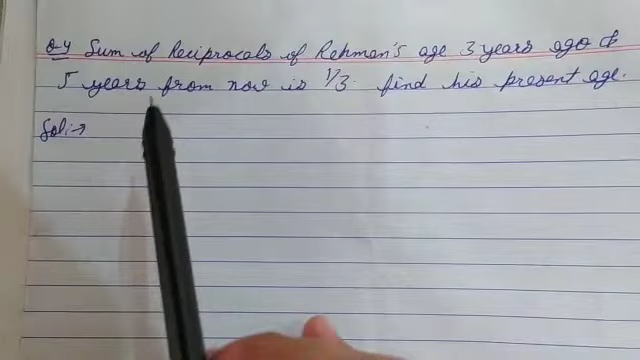 Q4 Sum of Reciprocals of Rehman's age 3 years ago &
5 years from now is 1/3. find his present age.
Sol:→